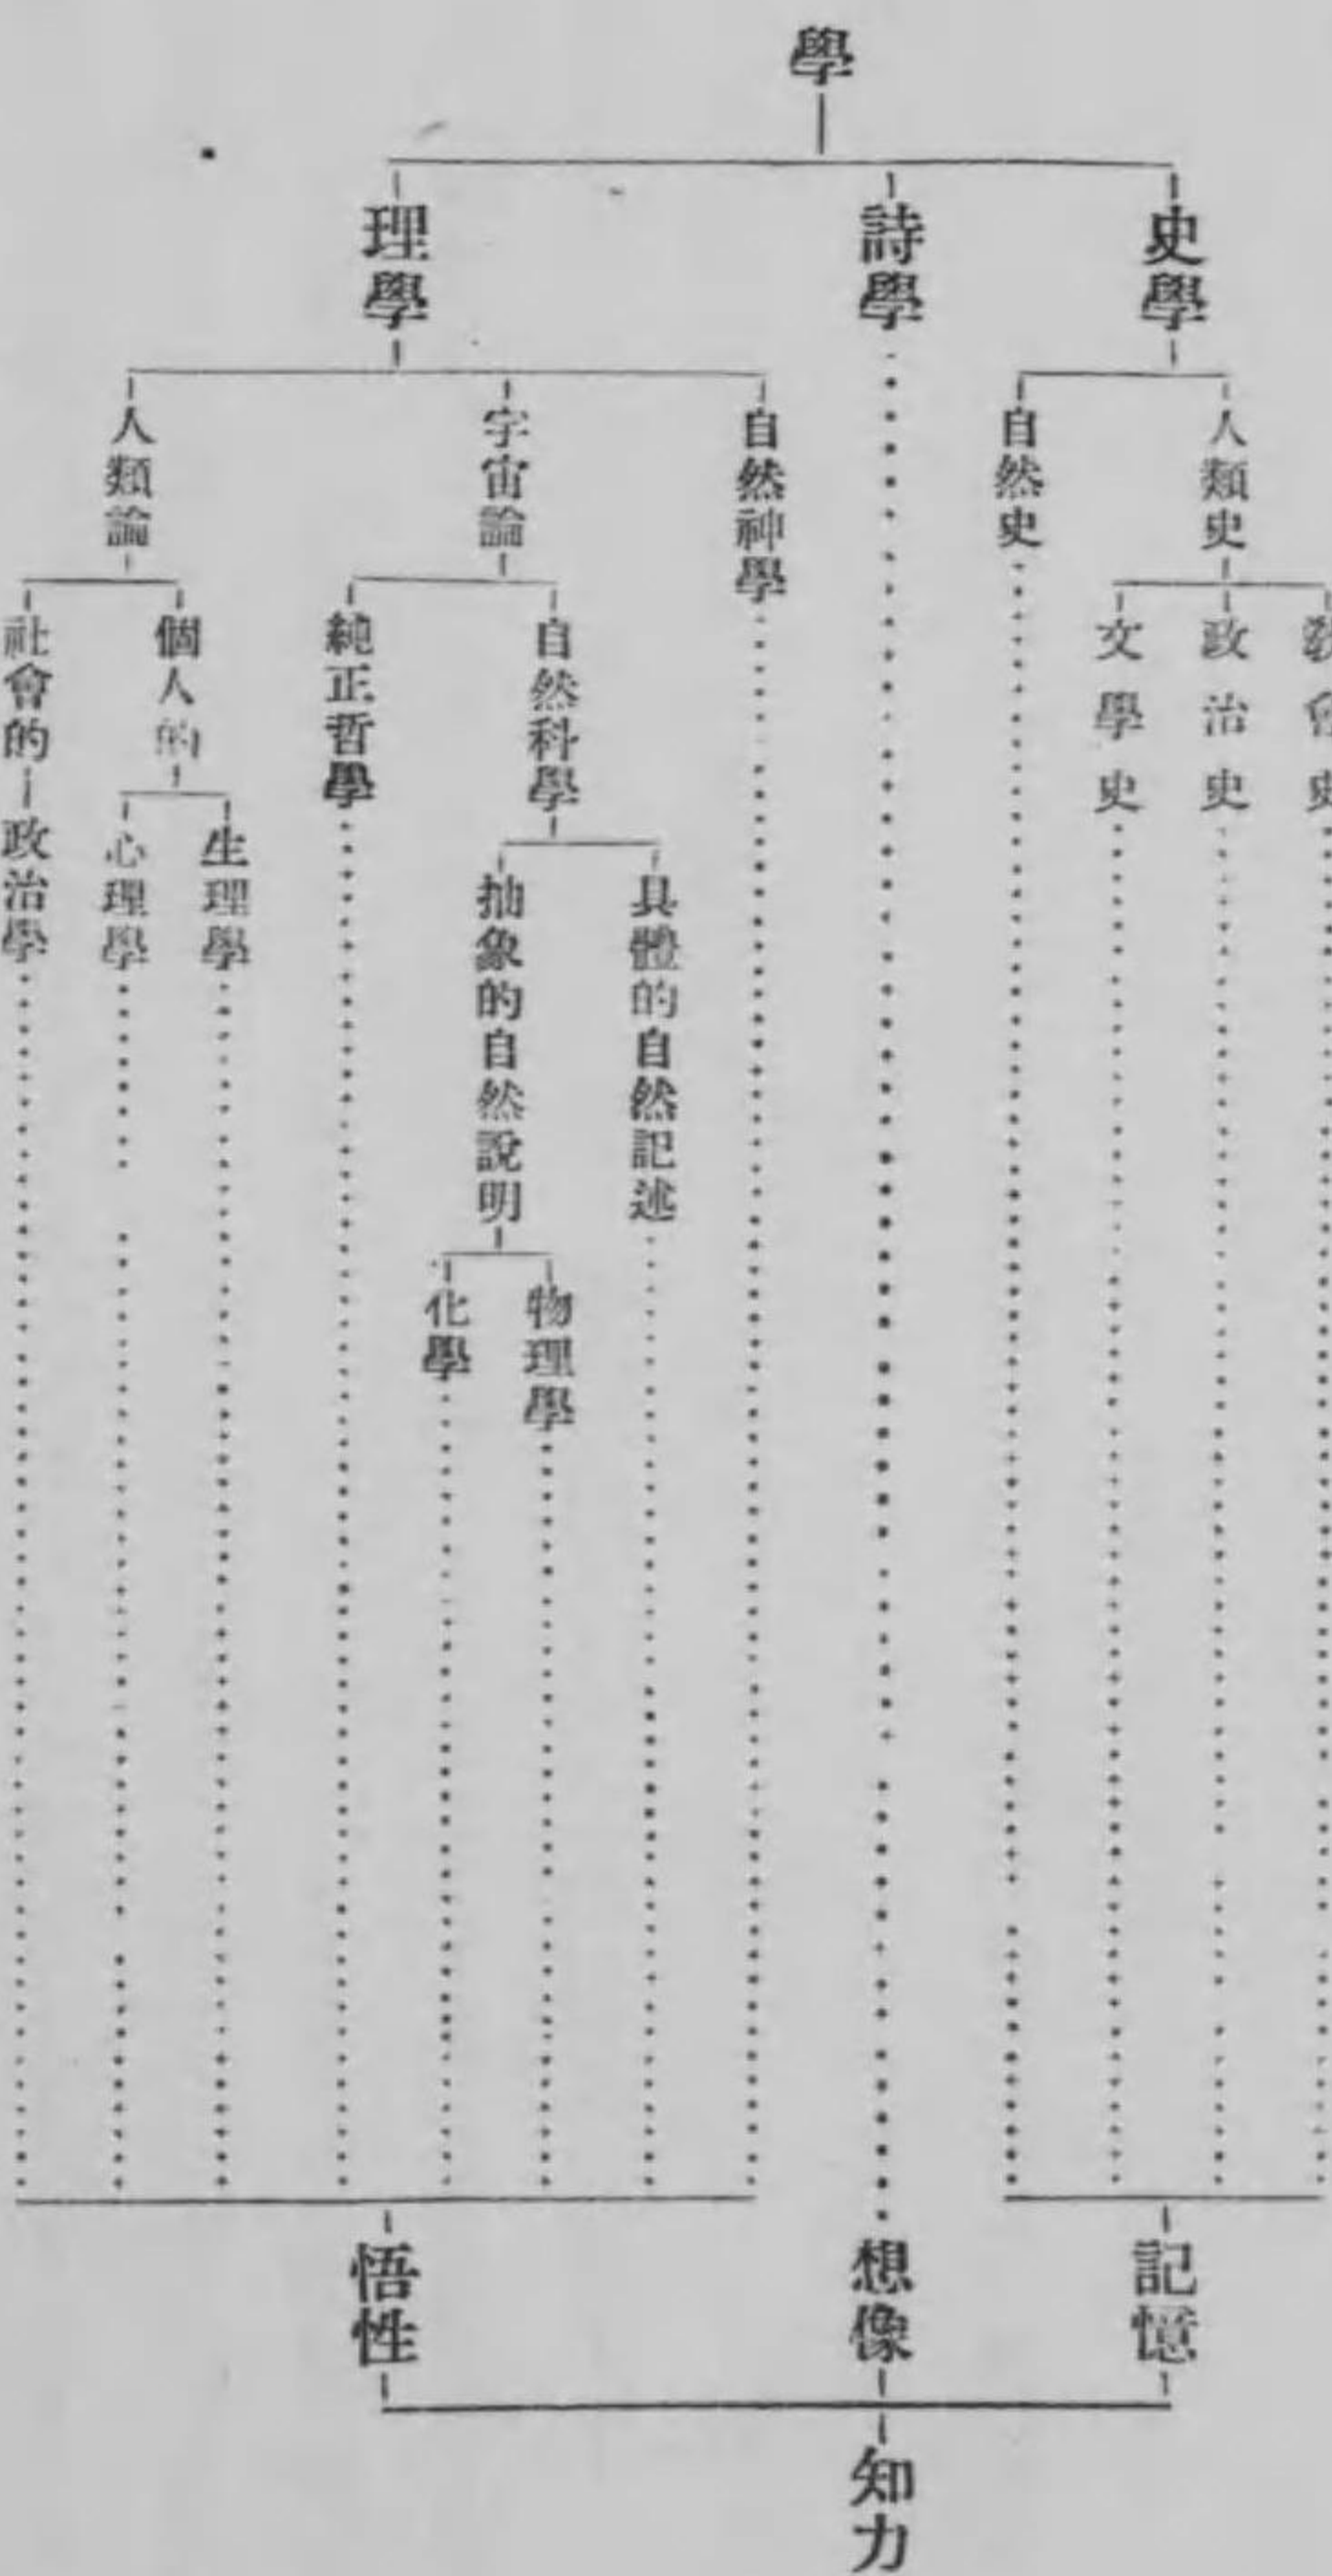 學
史學
詩學
理學
人類史
自然史
自然神學
宇宙論
人類論
教會史
政治史
文學史
自然科學
純正哲學
個人的
社會的
具體的自然記述
抽象的自然說明
生理學
心理學
政治學
物理學
化學
記憶
想像
悟性
知力